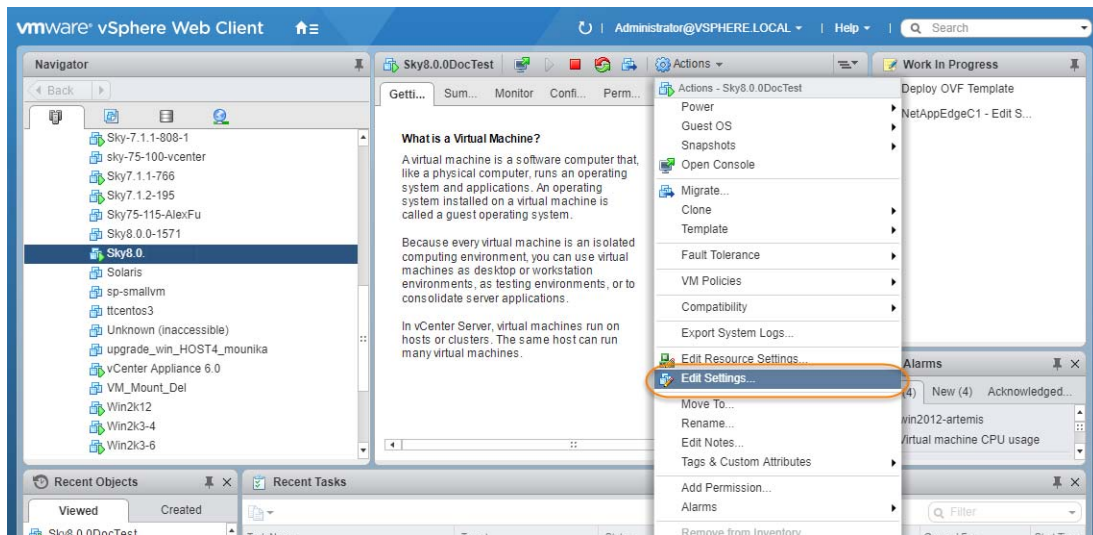 vmware® vSphere Web Client
Administrator@VSPHERE.LOCAL
Help
Search
Navigator
Back
Sky-7.1.1-808-1
sky-75-100-vcenter
Sky7.1.1-766
Sky7.1.2-195
Sky75-115-AlexFu
Sky8.0.0-1571
Sky8.0.
Solaris
sp-smallvm
ttcentos3
Unknown (inaccessible)
upgrade_win_HOST4_mounika
vCenter Appliance 6.0
VM_Mount_Del
Win2k12
Win2k3-4
Win2k3-6
Sky8.0.0DocTest
Actions
Getti... Sum... Monitor Confi... Perm...
What is a Virtual Machine?
A virtual machine is a software computer that,
like a physical computer, runs an operating
system and applications. An operating
system installed on a virtual machine is
called a guest operating system.
Because every virtual machine is an isolated
computing environment, you can use virtual
machines as desktop or workstation
environments, as testing environments, or to
consolidate server applications.
In vCenter Server, virtual machines run on
hosts or clusters. The same host can run
many virtual machines.
Actions - Sky8.0.0DocTest
Power
Guest OS
Snapshots
Open Console
Migrate...
Clone
Template
Fault Tolerance
VM Policies
Compatibility
Export System Logs...
Edit Resource Settings...
Edit Settings...
Move To...
Rename...
Edit Notes...
Tags & Custom Attributes
Add Permission...
Alarms
Remove from Inventory
Work In Progress
Deploy OVF Template
NetAppEdgeC1 - Edit S...
Alarms
(4) New (4) Acknowledged...
win2012-artemis
Virtual machine CPU usage
Recent Objects
Viewed Created
Sky8.0.0DocTest
Recent Tasks
Filter